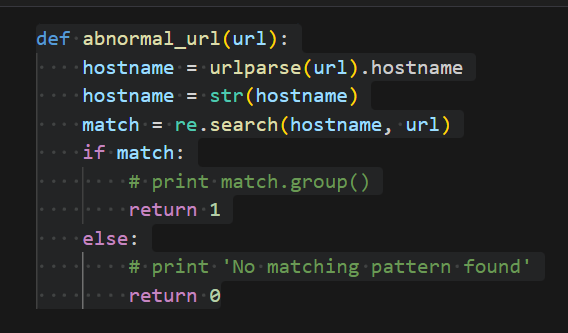 def abnormal_url(url):
    hostname = urlparse(url).hostname
    hostname = str(hostname)
    match = re.search(hostname, url)
    if match:
        # print match.group()
        return 1
    else:
        # print 'No matching pattern found'
        return 0